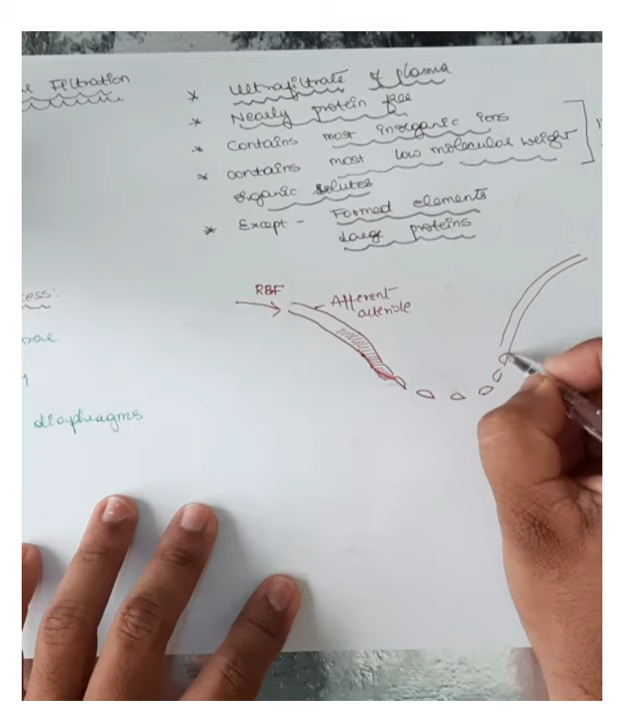 Filtration
* Ultrafiltrate of plasma
* Nearly protein free
* Contains most inorganic ions
* contains most low molecular weight
organic solutes
* Except - Formed elements
Large proteins
ess:
RBF
Afferent
arteriole
diaphragms